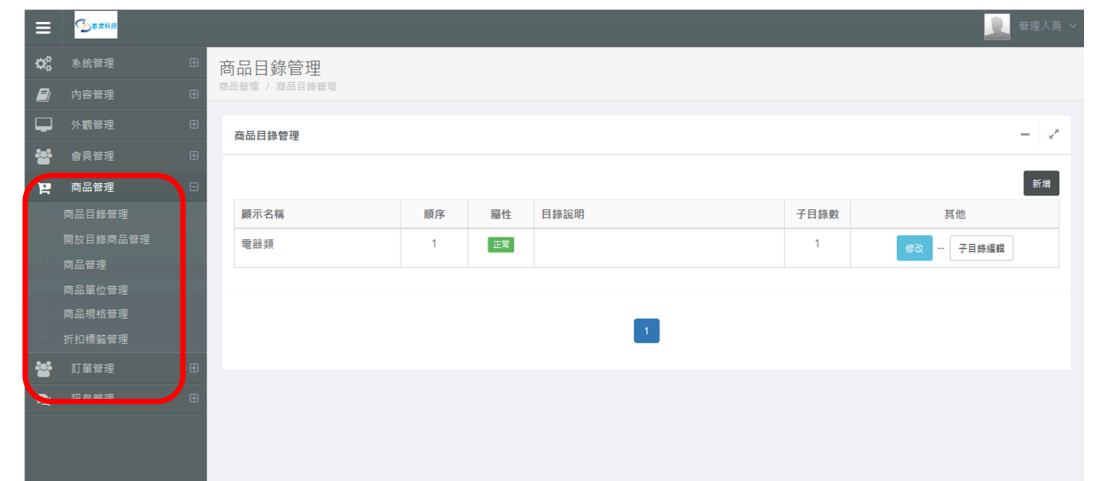 管理人員
系統管理
內容管理
外觀管理
會員管理
商品管理
商品目錄管理
開放目錄商品管理
商品管理
商品單位管理
商品規格管理
折扣標籤管理
訂單管理
訊息管理
商品目錄管理
商品管理 / 商品目錄管理
商品目錄管理
新增
顯示名稱 順序 屬性 目錄說明 子目錄數 其他
電器類 1 正常 1 修改 -- 子目錄編輯
1